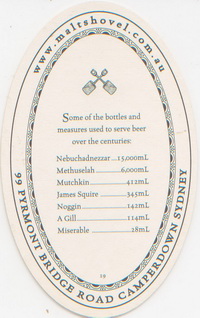 www.maltshovel.com.au
Some of the bottles and
measures used to serve beer
over the centuries:
Nebuchadnezzar ... 15,000mL
Methuselah ... 6,000mL
Mutchkin ... 412mL
James Squire ... 345mL
Noggin ... 142mL
A Gill ... 114mL
Miserable ... 28mL
99 PYRMONT BRIDGE ROAD CAMPERDOWN SYDNEY